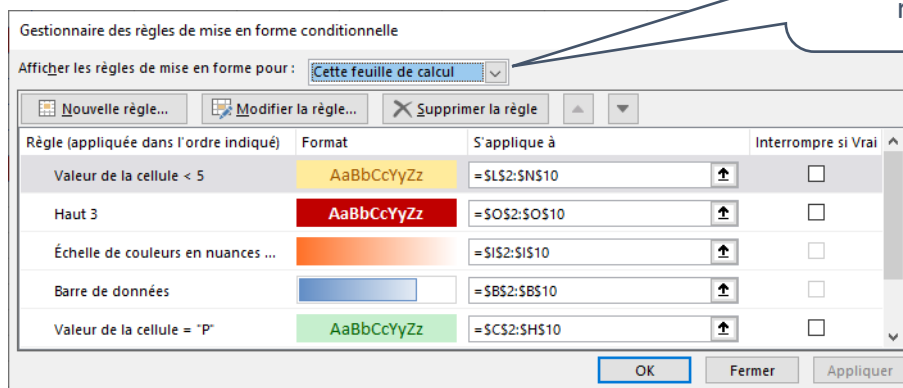 Gestionnaire des règles de mise en forme conditionnelle
Afficher les règles de mise en forme pour : Cette feuille de calcul
Nouvelle règle... Modifier la règle... Supprimer la règle
Règle (appliquée dans l'ordre indiqué) Format S'applique à Interrompre si Vrai
Valeur de la cellule < 5 AaBbCcYyZz =$L$2:$N$10
Haut 3 AaBbCcYyZz =$O$2:$O$10
Échelle de couleurs en nuances ... =$I$2:$I$10
Barre de données =$B$2:$B$10
Valeur de la cellule = "P" AaBbCcYyZz =$C$2:$H$10
OK Fermer Appliquer